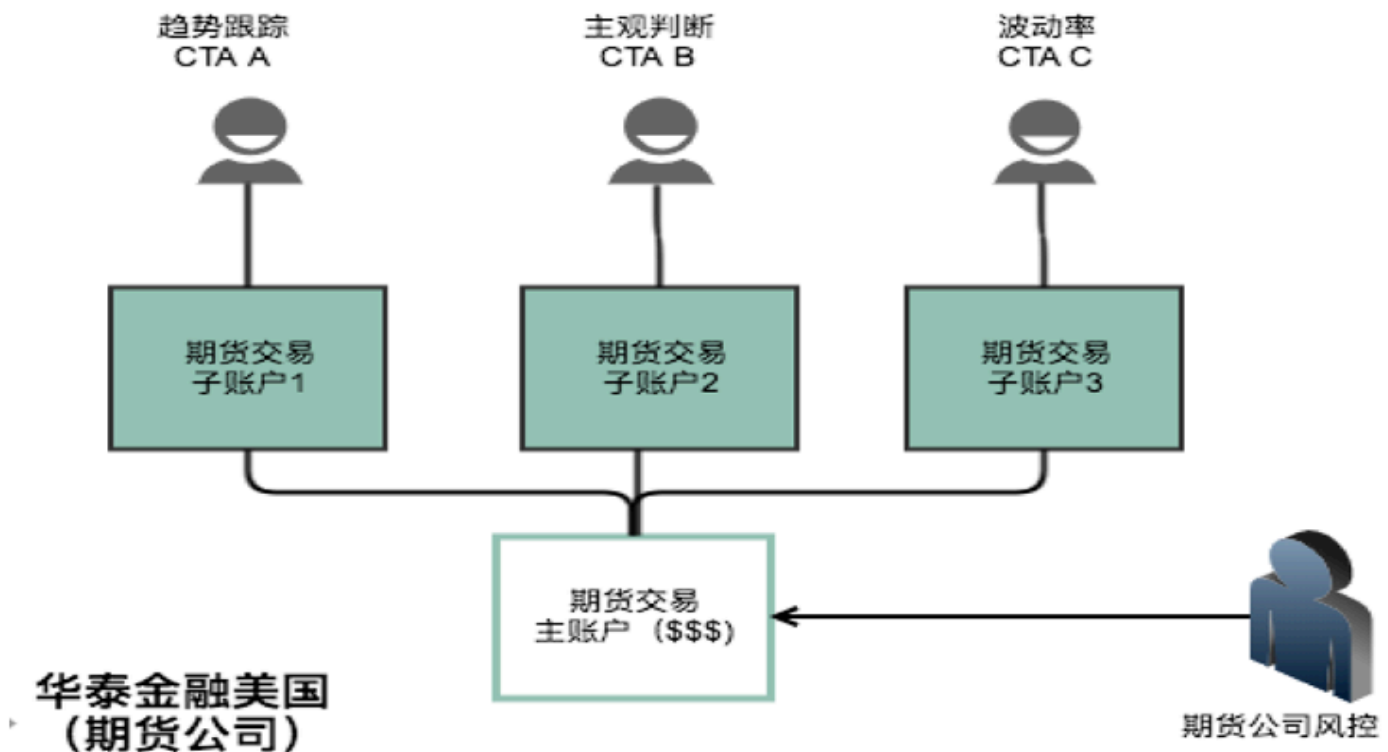 趋势跟踪
CTA A
主观判断
CTA B
波动率
CTA C
期货交易
子账户1
期货交易
子账户2
期货交易
子账户3
期货交易
主账户（$$$)
华泰金融美国
（期货公司）
期货公司风控